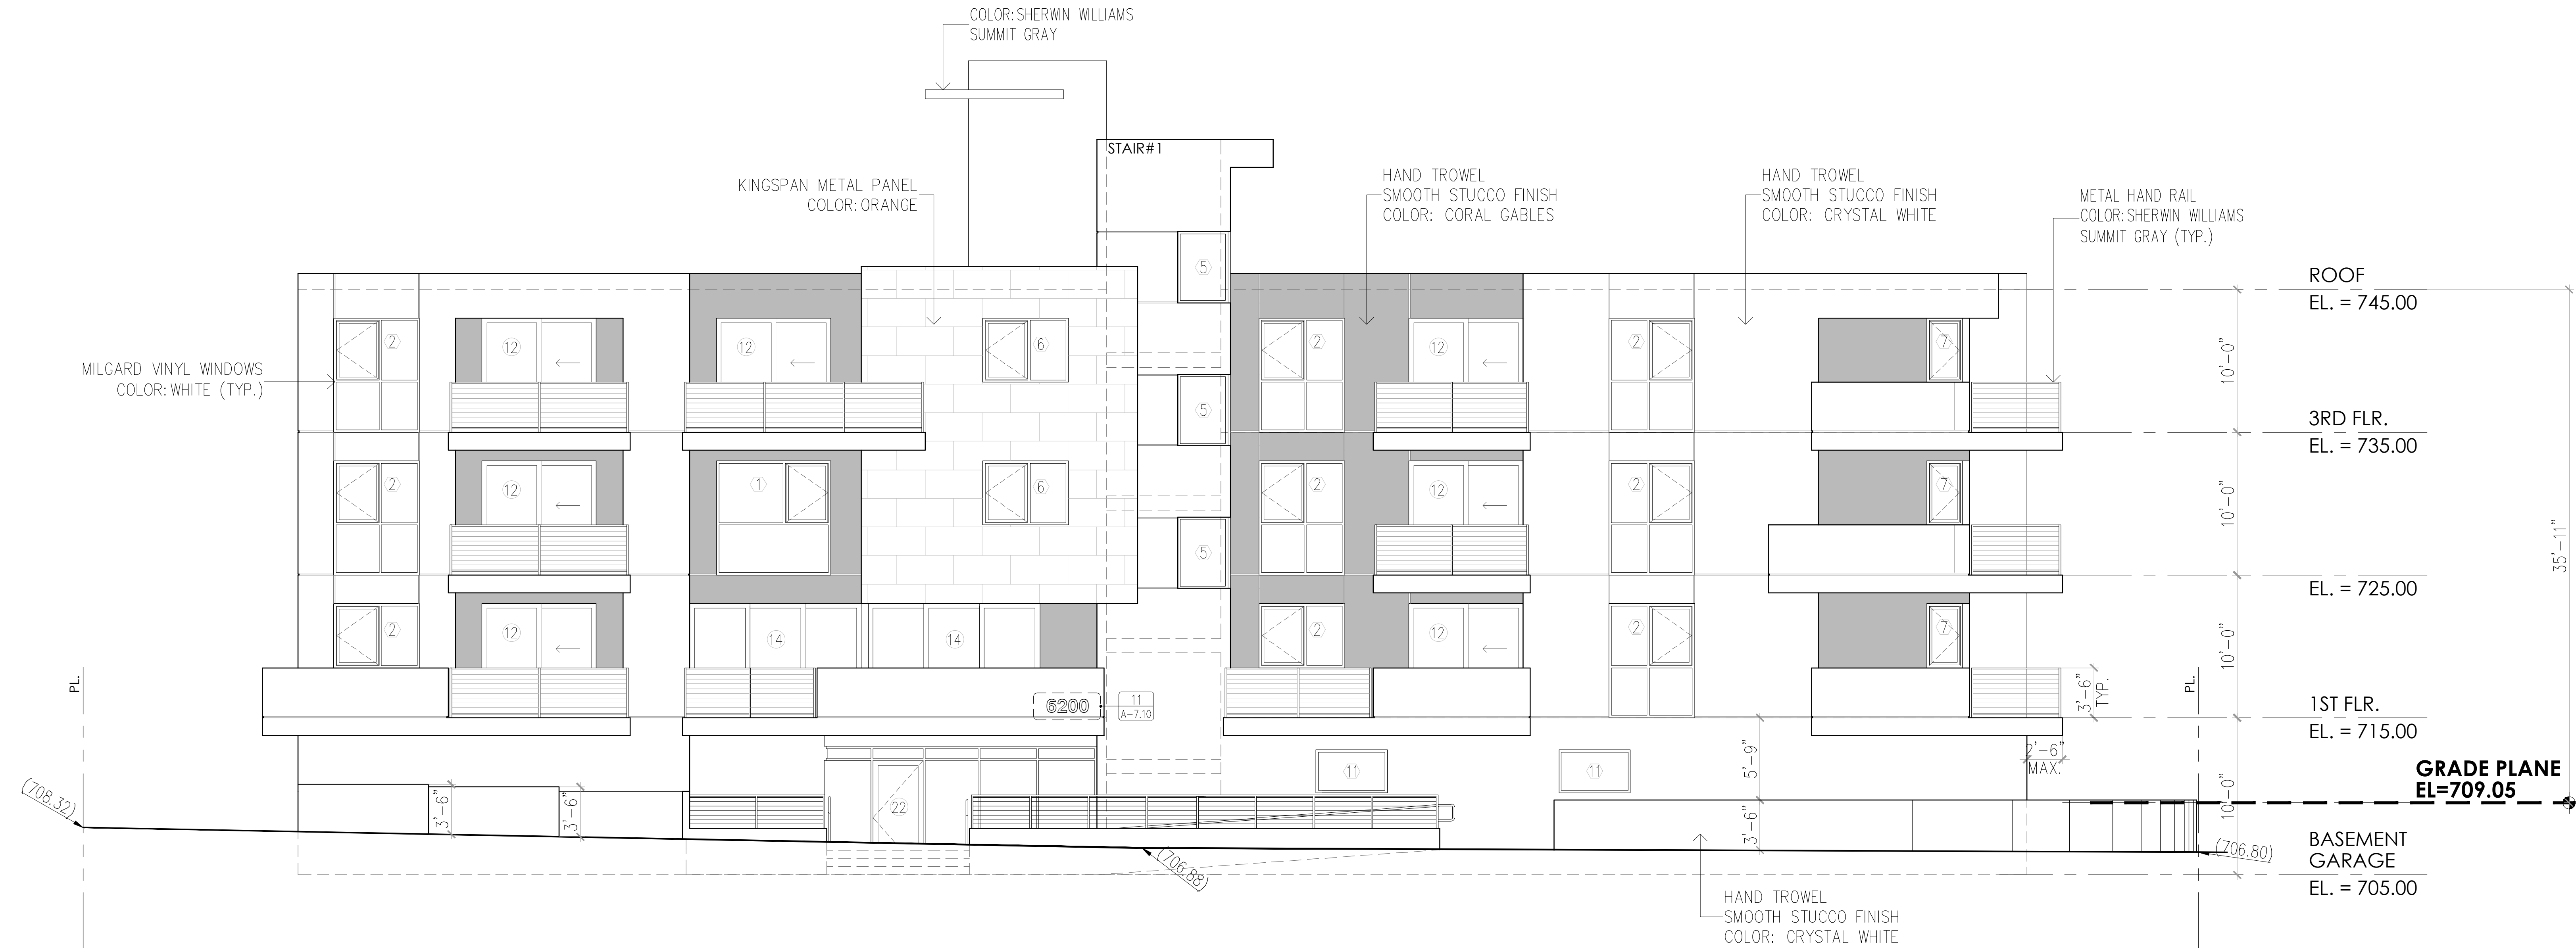 COLOR:SHERWIN WILLIAMS
SUMMIT GRAY
STAIR#1
KINGSPAN METAL PANEL
COLOR:ORANGE
HAND TROWEL
SMOOTH STUCCO FINISH
COLOR: CORAL GABLES
HAND TROWEL
SMOOTH STUCCO FINISH
COLOR: CRYSTAL WHITE
METAL HAND RAIL
COLOR:SHERWIN WILLIAMS
SUMMIT GRAY (TYP.)
MILGARD VINYL WINDOWS
COLOR:WHITE (TYP.)
5
2
12
12
6
2
12
2
7
5
2
12
1
6
2
12
2
7
5
2
12
14
14
2
12
2
7
6200
11
A-7.10
11
11
22
PL.
PL.
(708.32)
3'-6"
3'-6"
(706.88)
5'-9"
3'-6"
2'-6"
MAX.
3'-6"
TYP.
(706.80)
10'-0"
10'-0"
10'-0"
10'-0"
35'-11"
ROOF
EL. = 745.00
3RD FLR.
EL. = 735.00
EL. = 725.00
1ST FLR.
EL. = 715.00
GRADE PLANE
EL=709.05
BASEMENT
GARAGE
EL. = 705.00
HAND TROWEL
SMOOTH STUCCO FINISH
COLOR: CRYSTAL WHITE